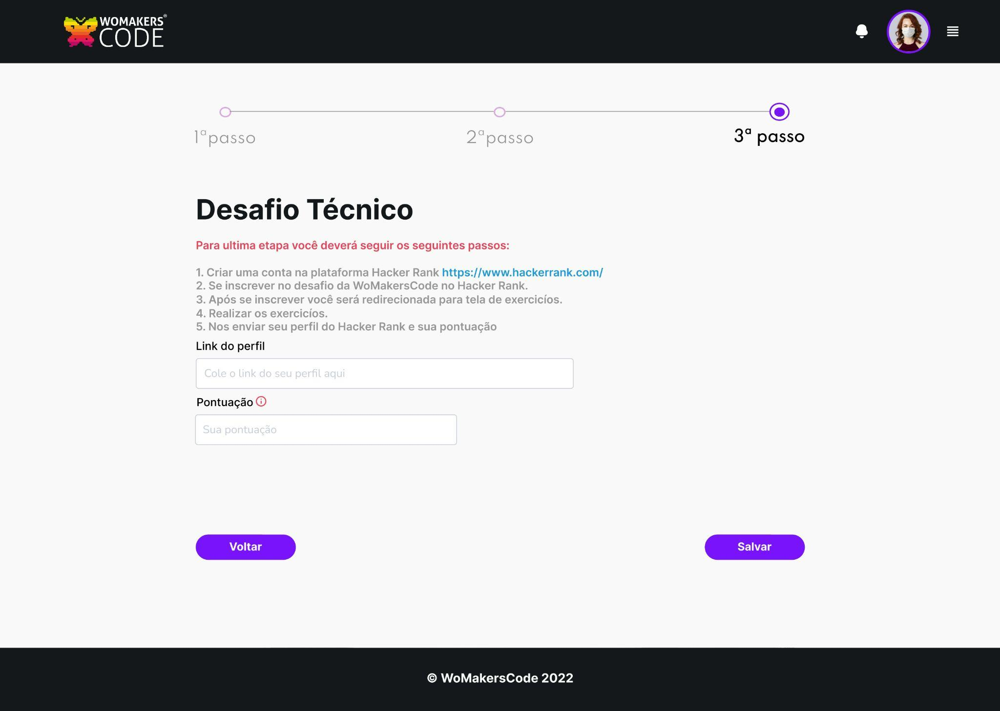 WOMAKERS®
CODE
1ªpasso
2ªpasso
3ª passo
Desafio Técnico
Para ultima etapa você deverá seguir os seguintes passos:
1. Criar uma conta na plataforma Hacker Rank https://www.hackerrank.com/
2. Se inscrever no desafio da WoMakersCode no Hacker Rank.
3. Após se inscrever você será redirecionada para tela de exercicíos.
4. Realizar os exercicíos.
5. Nos enviar seu perfil do Hacker Rank e sua pontuação
Link do perfil
Cole o link do seu perfil aqui
Pontuação
Sua pontuação
Voltar
Salvar
© WoMakersCode 2022